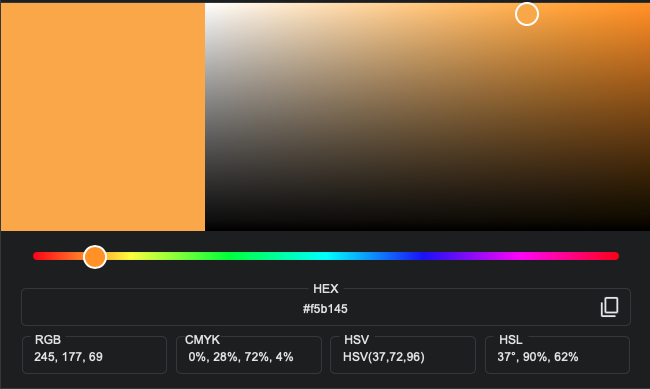 HEX
#f5b145
RGB
245, 177, 69
CMYK
0%, 28%, 72%, 4%
HSV
HSV(37,72,96)
HSL
37°, 90%, 62%